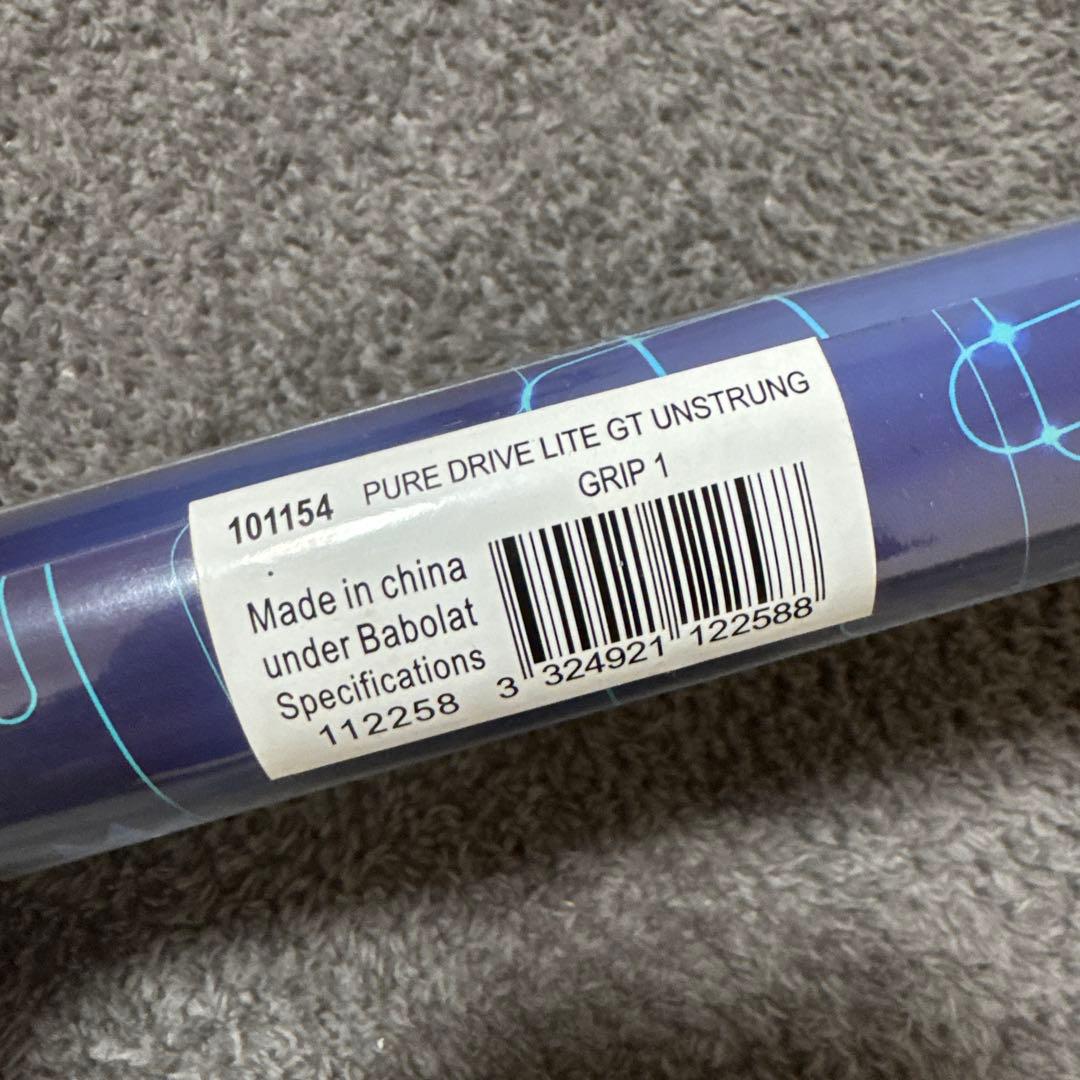 101154 PURE DRIVE LITE GT UNSTRUNG
GRIP 1
Made in china
under Babolat
Specifications
112258
3 324921 122588